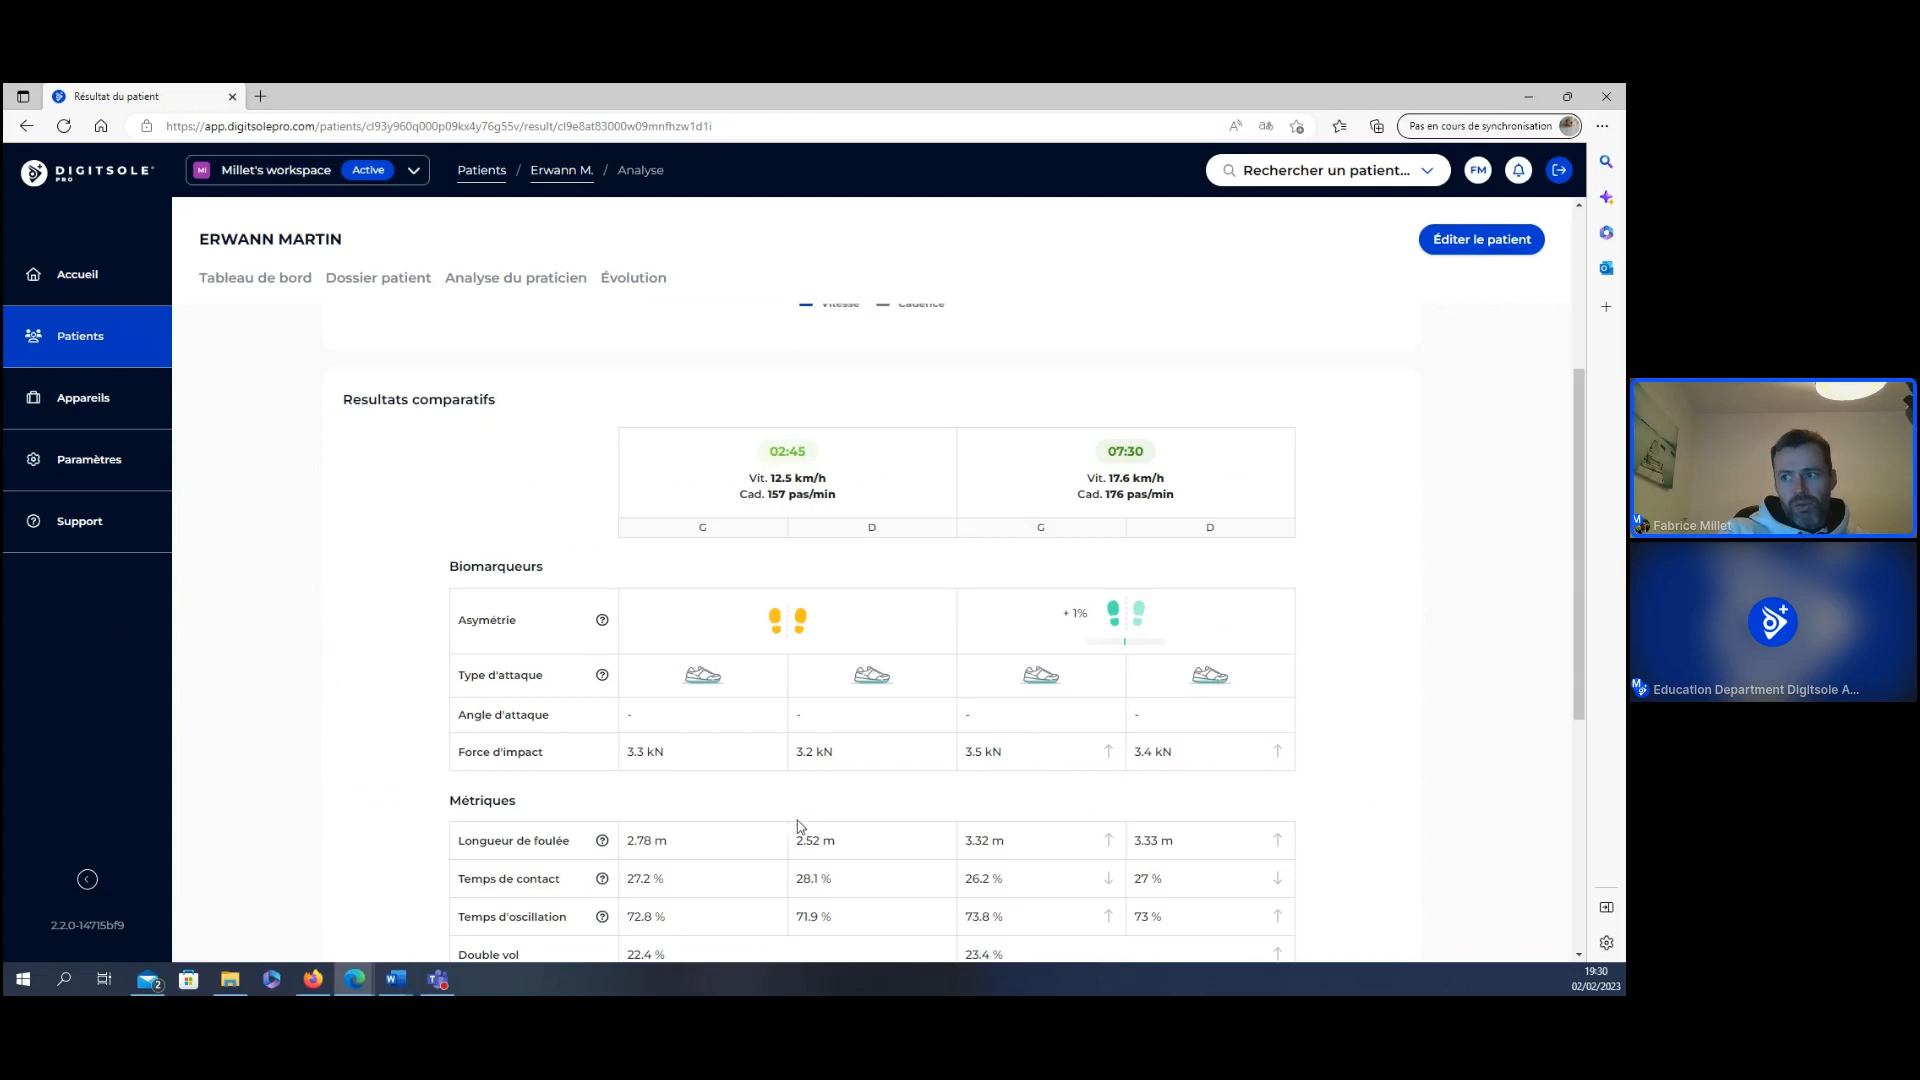 Résultat du patient
https://app.digitsolepro.com/patients/cl93y960q000p09kx4y76g55v/result/cl9e8at83000w09mnfhzw1d1i
Pas en cours de synchronisation
DIGITSOLE
PRO
MI Millet's workspace Active
Patients / Erwann M. / Analyse
Rechercher un patient...
FM
ERWANN MARTIN
Éditer le patient
Tableau de bord Dossier patient Analyse du praticien Évolution
Accueil
Patients
Appareils
Paramètres
Support
2.2.0-14715bf9
Vitesse Cadence
Resultats comparatifs
02:45 07:30
Vit. 12.5 km/h Vit. 17.6 km/h
Cad. 157 pas/min Cad. 176 pas/min
G D G D
Biomarqueurs
Asymétrie + 1%
Type d'attaque
Angle d'attaque - - - -
Force d'impact 3.3 kN 3.2 kN 3.5 kN ↑ 3.4 kN ↑
Métriques
Longueur de foulée 2.78 m 2.52 m 3.32 m ↑ 3.33 m ↑
Temps de contact 27.2 % 28.1 % 26.2 % ↓ 27 % ↓
Temps d'oscillation 72.8 % 71.9 % 73.8 % ↑ 73 % ↑
Double vol 22.4 % 23.4 % ↑
Fabrice Millet
Education Department Digitsole A...
2
19:30
02/02/2023